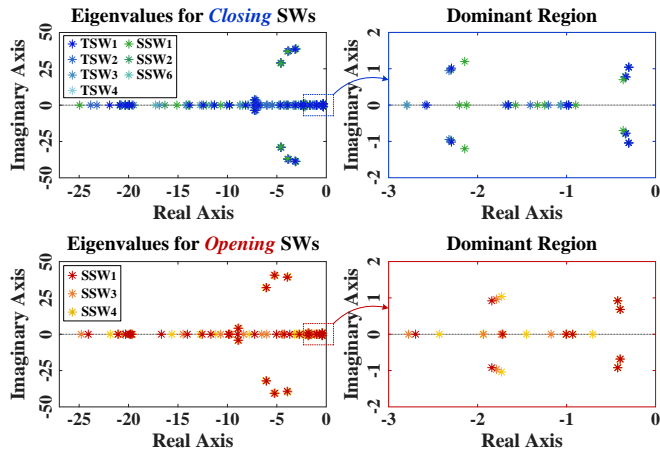 Eigenvalues for Closing SWs
Imaginary Axis
50
25
0
-25
-50
TSW1
TSW2
TSW3
TSW4
SSW1
SSW2
SSW6
-25
-20
-15
-10
-5
0
Real Axis
Dominant Region
Imaginary Axis
2
1
0
-1
-2
-3
-2
-1
0
Real Axis
Eigenvalues for Opening SWs
Imaginary Axis
50
25
0
-25
-50
SSW1
SSW3
SSW4
-25
-20
-15
-10
-5
0
Real Axis
Dominant Region
Imaginary Axis
2
1
0
-1
-2
-3
-2
-1
0
Real Axis